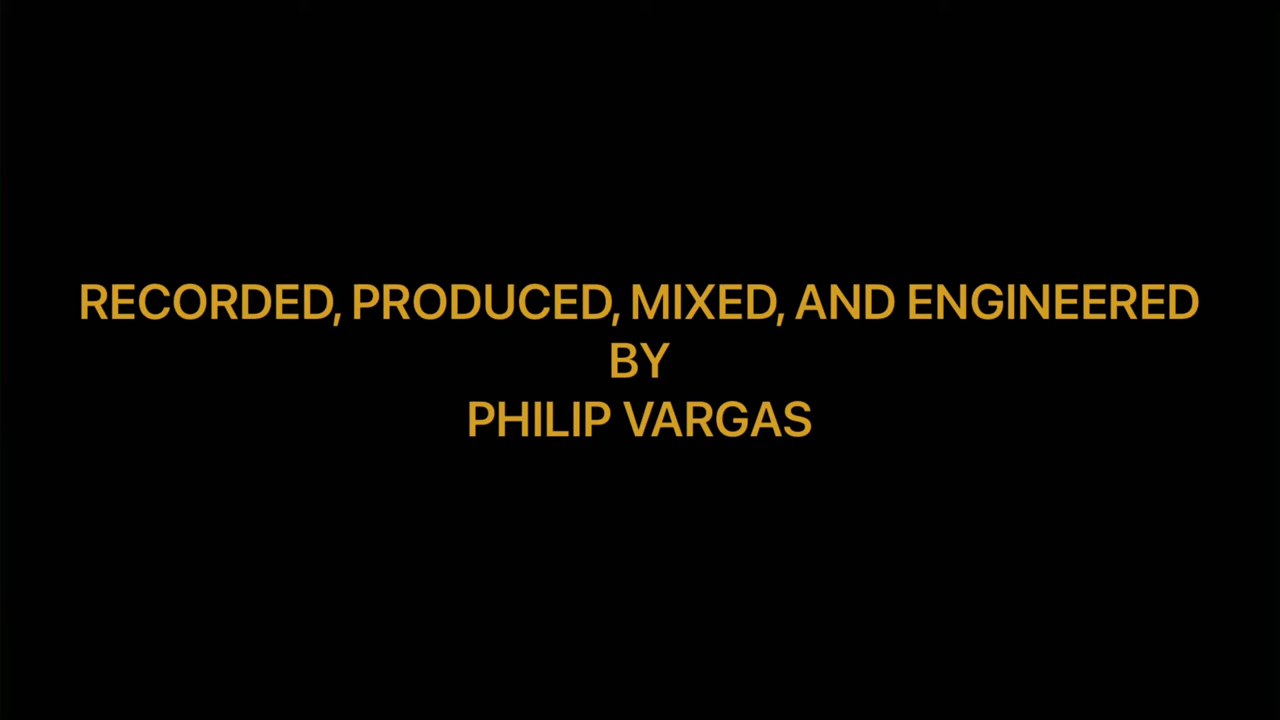 RECORDED, PRODUCED, MIXED, AND ENGINEERED
BY
PHILIP VARGAS